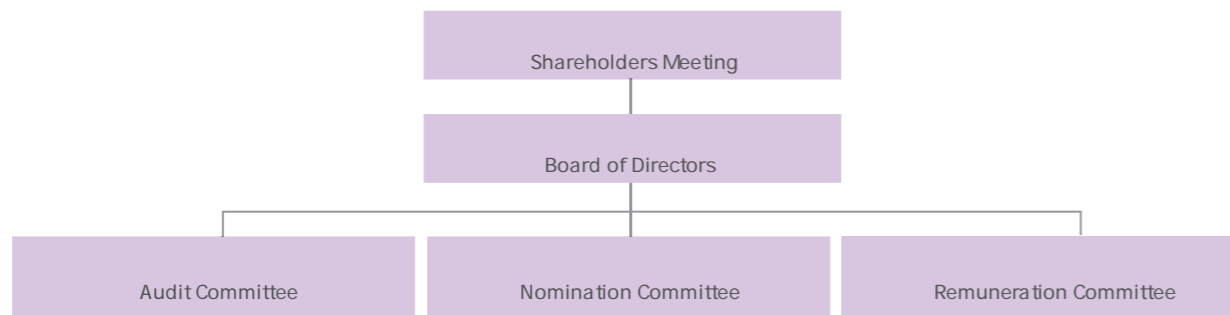 Shareholders Meeting
Board of Directors
Audit Committee
Nomination Committee
Remuneration Committee